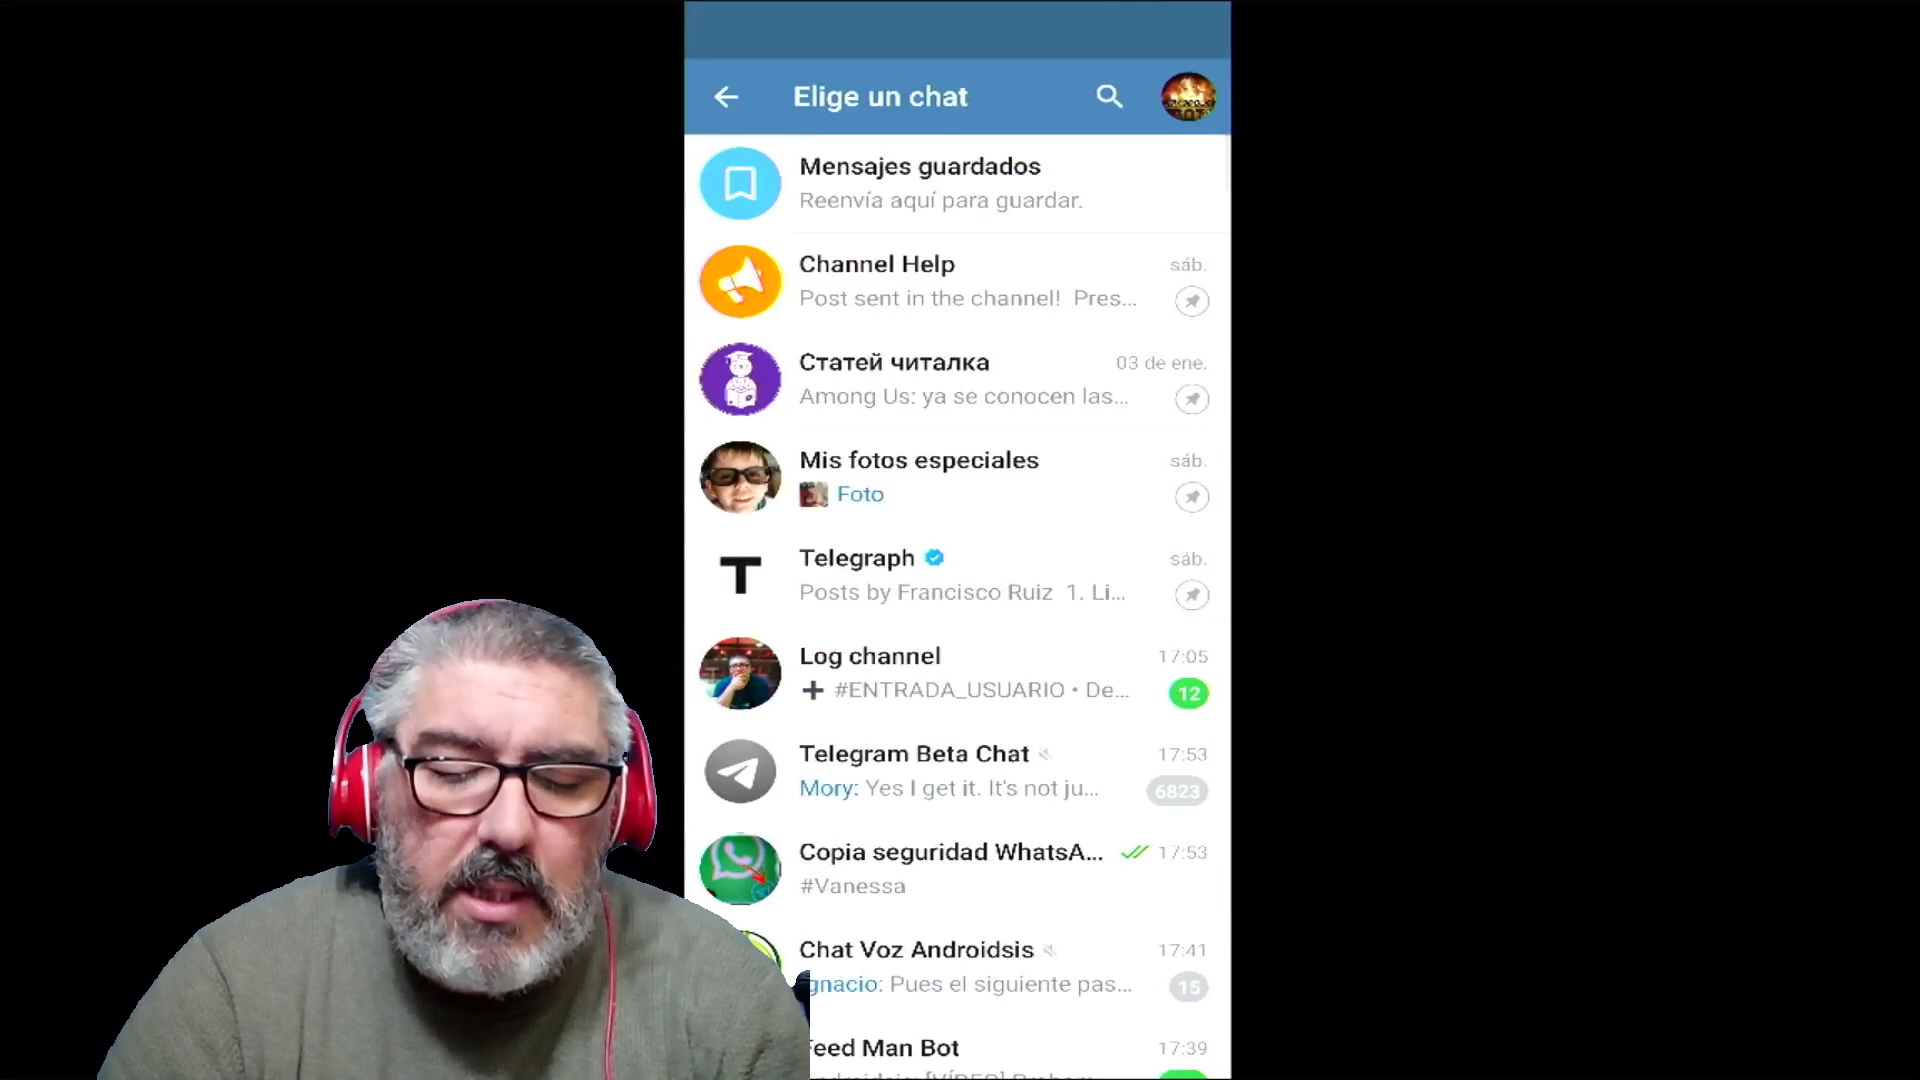 Elige un chat
Mensajes guardados
Reenvía aquí para guardar.
Channel Help
sáb.
Post sent in the channel! Pres...
Статей читалка
03 de ene.
Among Us: ya se conocen las...
Mis fotos especiales
sáb.
Foto
Telegraph
sáb.
Posts by Francisco Ruiz 1. Li...
Log channel
17:05
#ENTRADA_USUARIO • De...
12
Telegram Beta Chat
17:53
Mory: Yes I get it. It's not ju...
6823
Copia seguridad WhatsA...
17:53
#Vanessa
Chat Voz Androidsis
17:41
gnacio: Pues el siguiente pas...
15
Feed Man Bot
17:39